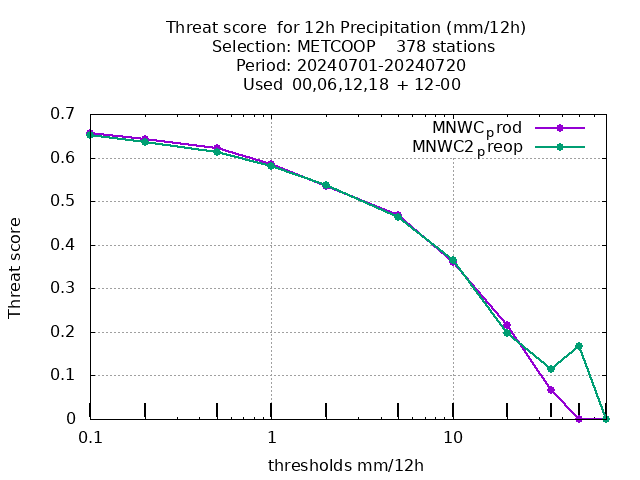 Threat score  for 12h Precipitation (mm/12h)
Selection: METCOOP    378 stations
Period: 20240701-20240720
Used  00,06,12,18 + 12-00
MNWC_prod
MNWC2_preop
0.7
0.6
0.5
0.4
0.3
0.2
0.1
0
Threat score
0.1
1
10
thresholds mm/12h